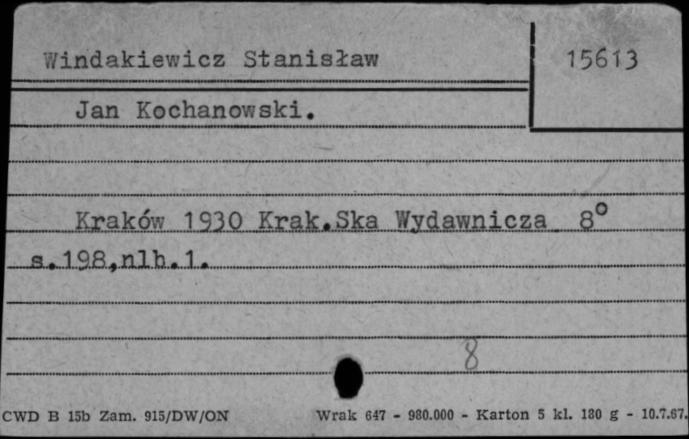 Windakiewicz Stanisław 15613
Jan Kochanowski.
Kraków 1930 Krak.Ska Wydawnicza 8°
s.198,nlb.1.
8
CWD B 15b Zam. 915/DW/ON Wrak 647 - 980.000 - Karton 5 kl. 180 g - 10.7.67.